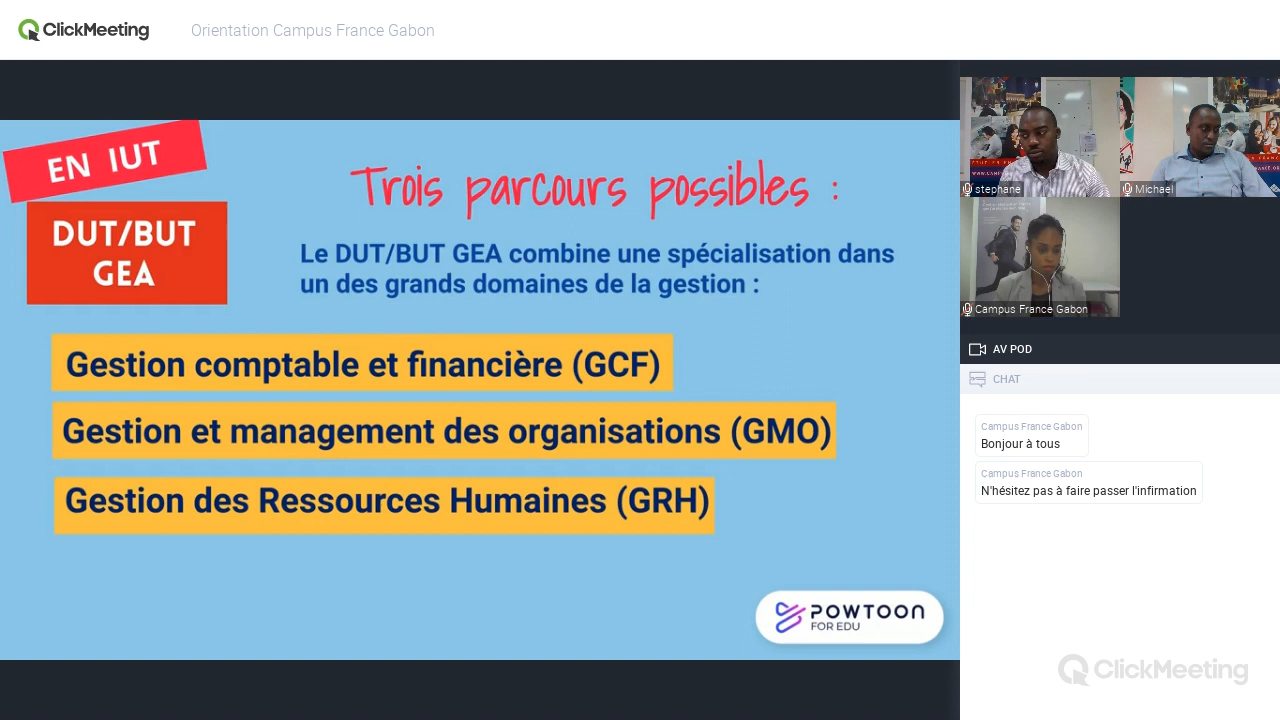 ClickMeeting
Orientation Campus France Gabon
EN IUT
DUT/BUT
GEA
Trois parcours possibles :
Le DUT/BUT GEA combine une spécialisation dans
un des grands domaines de la gestion :
Gestion comptable et financière (GCF)
Gestion et management des organisations (GMO)
Gestion des Ressources Humaines (GRH)
POWTOON
FOR EDU
stephane
Michael
Campus France Gabon
AV POD
CHAT
Campus France Gabon
Bonjour à tous
Campus France Gabon
N'hésitez pas à faire passer l'infirmation
ClickMeeting